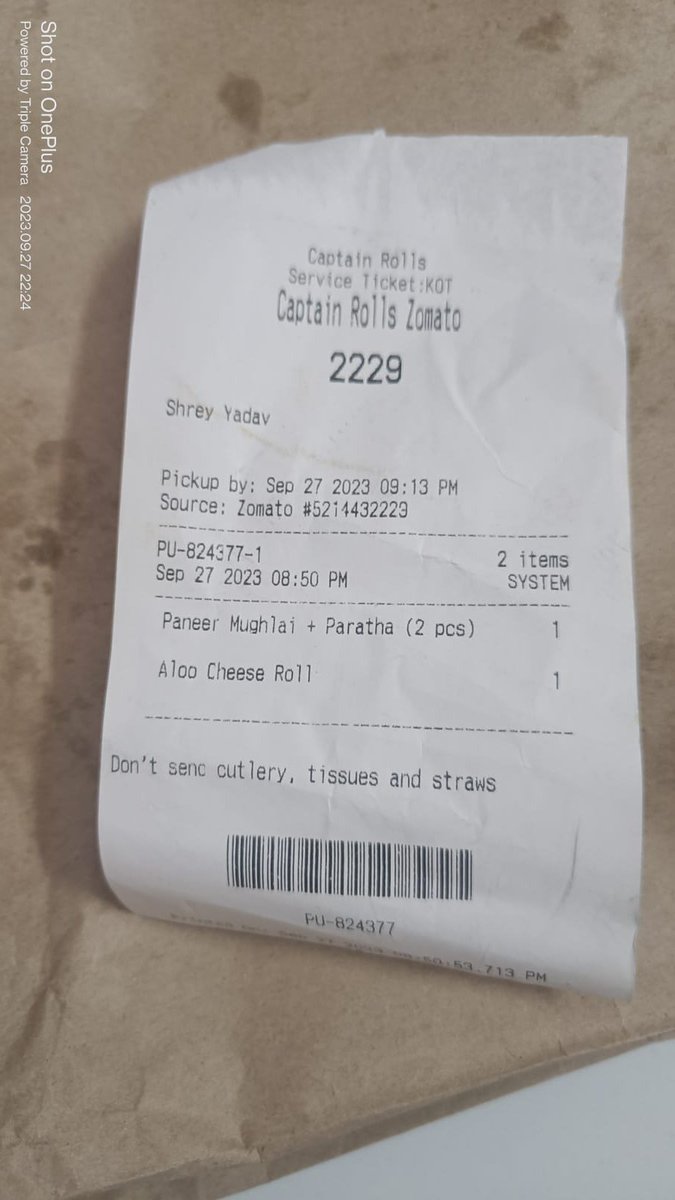 Shot on OnePlus
Powered by Triple Camera 2023.09.27 22:24
Captain Rolls
Service Ticket:KOT
Captain Rolls Zomato
2229
Shrey Yadav
Pickup by: Sep 27 2023 09:13 PM
Source: Zomato #5214432229
PU-824377-1 2 items
Sep 27 2023 08:50 PM SYSTEM
Paneer Mughlai + Paratha (2 pcs) 1
Aloo Cheese Roll 1
Don't send cutlery, tissues and straws
PU-824377
:53.713 PM